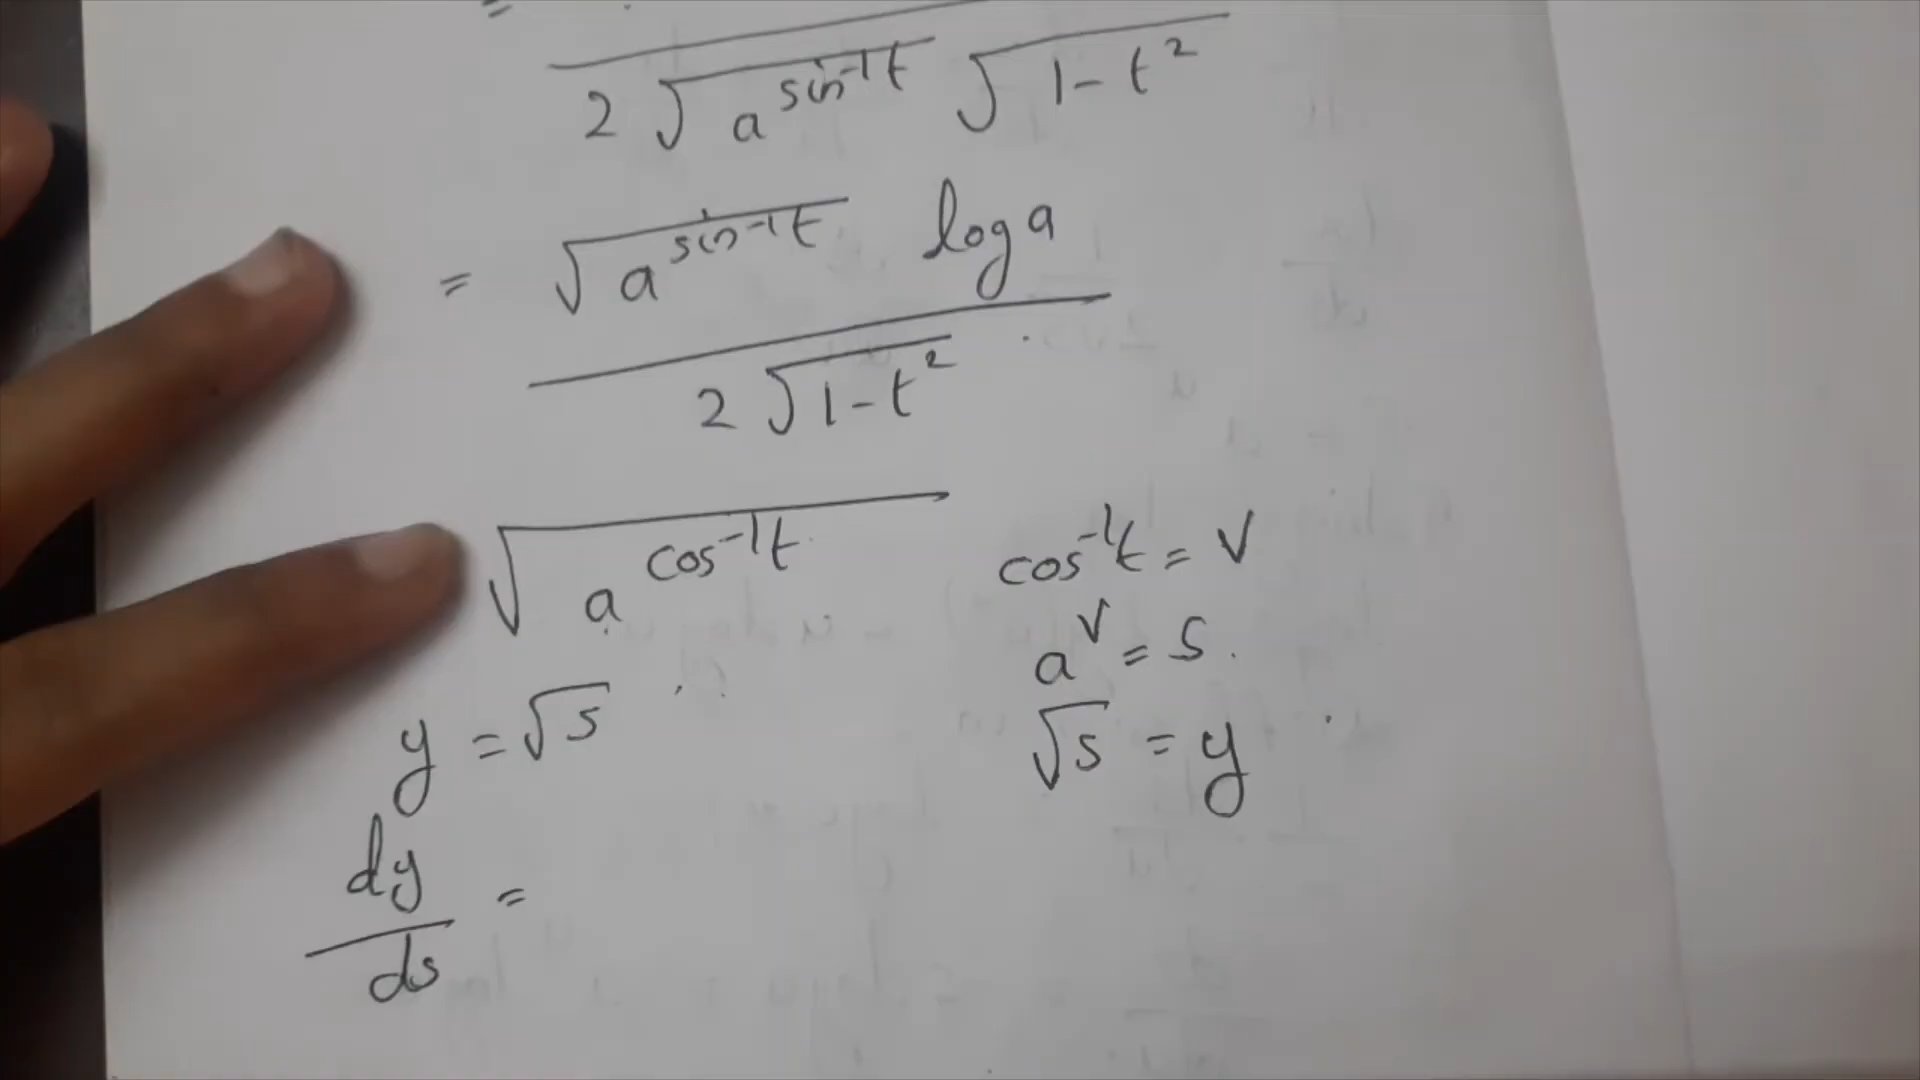 =
2 √a^sin⁻¹t √1-t²
= √a^sin⁻¹t log a
2 √1-t²
√a^cos⁻¹t cos⁻¹t = v
a^v = s.
y = √s √s = y
dy
=
ds